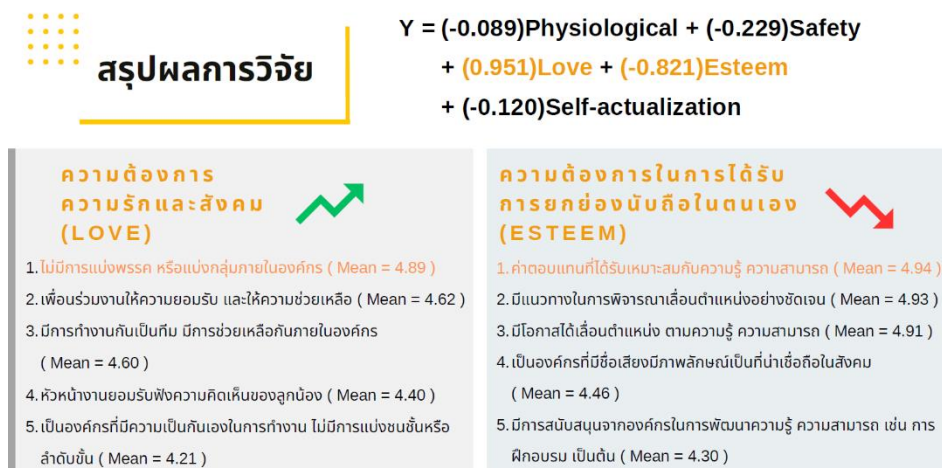 สรุปผลการวิจัย
Y = (-0.089)Physiological + (-0.229)Safety
+ (0.951)Love + (-0.821)Esteem
+ (-0.120)Self-actualization
ความต้องการ
ความรักและสังคม
(LOVE)
1. ไม่มีการแบ่งพรรค หรือแบ่งกลุ่มภายในองค์กร ( Mean = 4.89 )
2. เพื่อนร่วมงานให้ความยอมรับ และให้ความช่วยเหลือ ( Mean = 4.62 )
3. มีการทำงานกันเป็นทีม มีการช่วยเหลือกันภายในองค์กร
( Mean = 4.60 )
4. หัวหน้างานยอมรับฟังความคิดเห็นของลูกน้อง ( Mean = 4.40 )
5. เป็นองค์กรที่มีความเป็นกันเองในการทำงาน ไม่มีการแบ่งชนชั้นหรือ
ลำดับขั้น ( Mean = 4.21 )
ความต้องการในการได้รับ
การยกย่องนับถือในตนเอง
(ESTEEM)
1. ค่าตอบแทนที่ได้รับเหมาะสมกับความรู้ ความสามารถ ( Mean = 4.94 )
2. มีแนวทางในการพิจารณาเลื่อนตำแหน่งอย่างชัดเจน ( Mean = 4.93 )
3. มีโอกาสได้เลื่อนตำแหน่ง ตามความรู้ ความสามารถ ( Mean = 4.91 )
4. เป็นองค์กรที่มีชื่อเสียงมีภาพลักษณ์เป็นที่น่าเชื่อถือในสังคม
( Mean = 4.46 )
5. มีการสนับสนุนจากองค์กรในการพัฒนาความรู้ ความสามารถ เช่น การ
ฝึกอบรม เป็นต้น ( Mean = 4.30 )